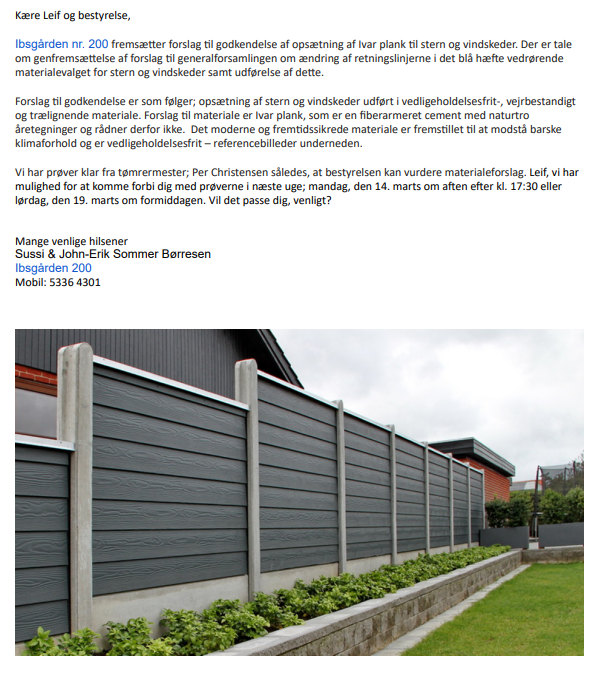 Kære Leif og bestyrelse,
Ibsgården nr. 200 fremsætter forslag til godkendelse af opsætning af Ivar plank til stern og vindskeder. Der er tale
om genfremsættelse af forslag til generalforsamlingen om ændring af retningslinjerne i det blå hæfte vedrørende
materialevalget for stern og vindskeder samt udførelse af dette.
Forslag til godkendelse er som følger; opsætning af stern og vindskeder udført i vedligeholdelsesfrit-, vejrbestandigt
og trælignende materiale. Forslag til materiale er Ivar plank, som er en fiberarmeret cement med naturtro
åretegninger og rådner derfor ikke.  Det moderne og fremtidssikrede materiale er fremstillet til at modstå barske
klimaforhold og er vedligeholdelsesfrit – referencebilleder underneden.
Vi har prøver klar fra tømrermester; Per Christensen således, at bestyrelsen kan vurdere materialeforslag. Leif, vi har
mulighed for at komme forbi dig med prøverne i næste uge; mandag, den 14. marts om aften efter kl. 17:30 eller
lørdag, den 19. marts om formiddagen. Vil det passe dig, venligt?
Mange venlige hilsener
Sussi & John-Erik Sommer Børresen
Ibsgården 200
Mobil: 5336 4301